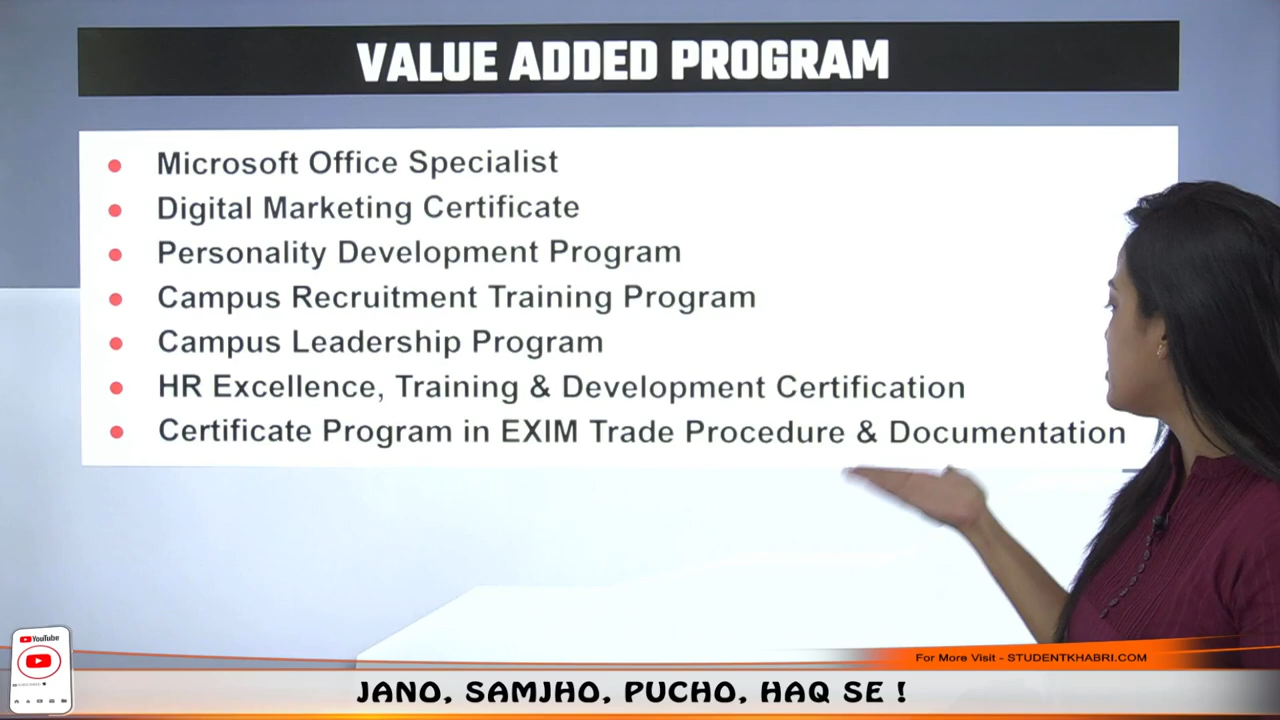 VALUE ADDED PROGRAM
Microsoft Office Specialist
Digital Marketing Certificate
Personality Development Program
Campus Recruitment Training Program
Campus Leadership Program
HR Excellence, Training & Development Certification
Certificate Program in EXIM Trade Procedure & Documentation
YouTube
For More Visit - STUDENTKHABRI.COM
JANO, SAMJHO, PUCHO, HAQ SE !